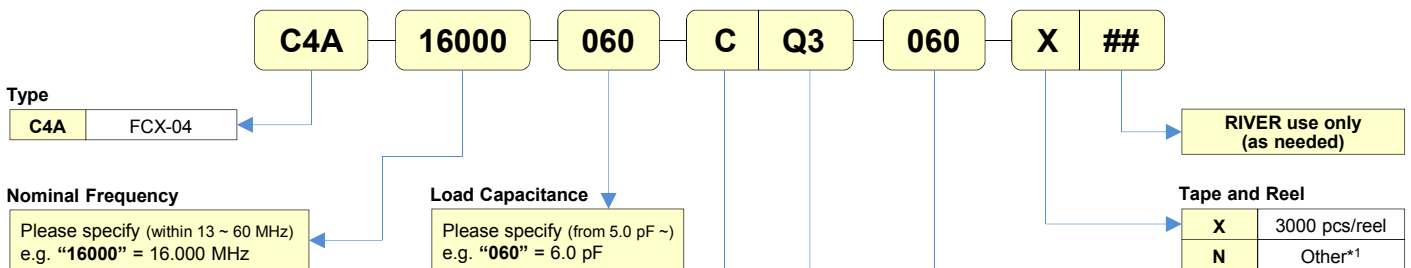 C4A 16000 060 C Q3 060 X ##
Type
C4A FCX-04
RIVER use only
(as needed)
Nominal Frequency
Please specify (within 13 ~ 60 MHz)
e.g. “16000” = 16.000 MHz
Load Capacitance
Please specify (from 5.0 pF ~)
e.g. “060” = 6.0 pF
Tape and Reel
X 3000 pcs/reel
N Other*1